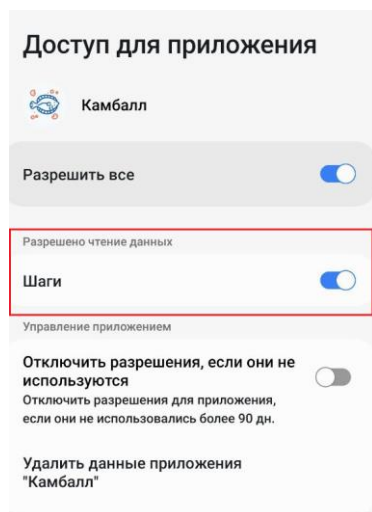 Доступ для приложения
Камбалл
Разрешить все
Разрешено чтение данных
Шаги
Управление приложением
Отключить разрешения, если они не
используются
Отключить разрешения для приложения,
если они не использовались более 90 дн.
Удалить данные приложения
"Камбалл"